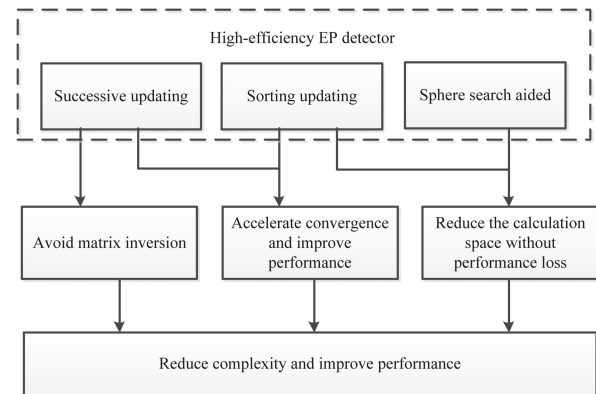 High-efficiency EP detector
Successive updating
Sorting updating
Sphere search aided
Avoid matrix inversion
Accelerate convergence
and improve
performance
Reduce the calculation
space without
performance loss
Reduce complexity and improve performance